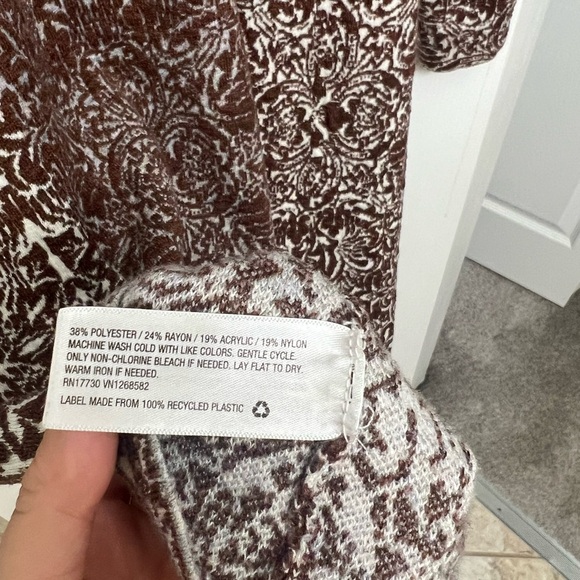 38% POLYESTER / 24% RAYON / 19% ACRYLIC / 19% NYLON
MACHINE WASH COLD WITH LIKE COLORS. GENTLE CYCLE.
ONLY NON-CHLORINE BLEACH IF NEEDED. LAY FLAT TO DRY.
WARM IRON IF NEEDED.
RN17730 VN1268582
LABEL MADE FROM 100% RECYCLED PLASTIC